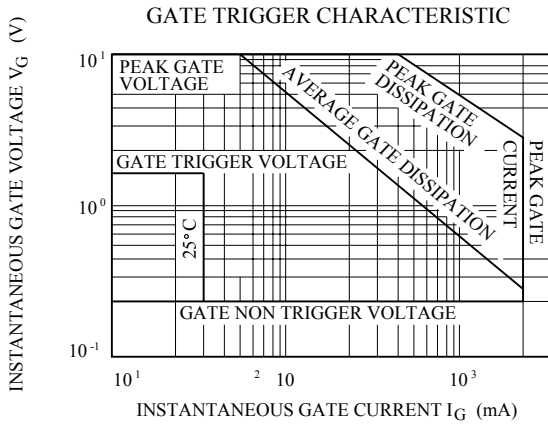 GATE TRIGGER CHARACTERISTIC
INSTANTANEOUS GATE VOLTAGE V_G (V)
10^1
10^0
10^-1
PEAK GATE
VOLTAGE
AVERAGE GATE DISSIPATION
PEAK GATE
DISSIPATION
PEAK GATE
CURRENT
GATE TRIGGER VOLTAGE
25°C
GATE NON TRIGGER VOLTAGE
10^1
10^2
10^3
INSTANTANEOUS GATE CURRENT I_G (mA)